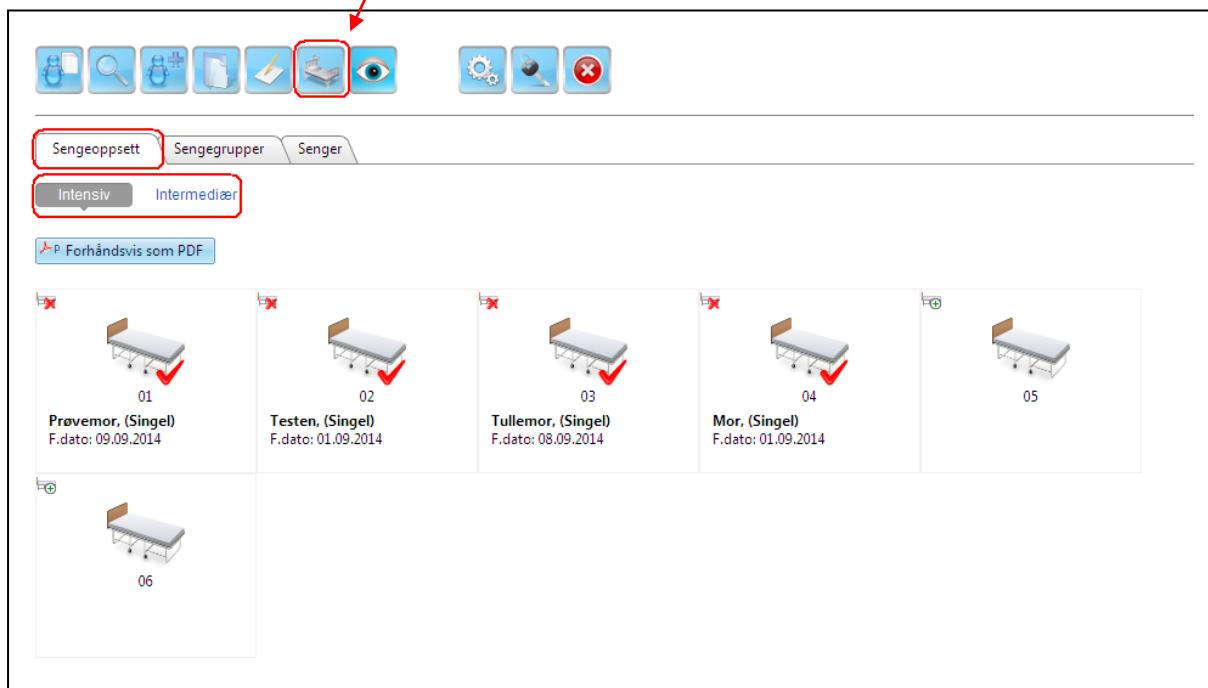 Sengeoppsett Sengegrupper Senger
Intensiv Intermediær
P Forhåndsvis som PDF
01
Prøvemor, (Singel)
F.dato: 09.09.2014
02
Testen, (Singel)
F.dato: 01.09.2014
03
Tullemor, (Singel)
F.dato: 08.09.2014
04
Mor, (Singel)
F.dato: 01.09.2014
05
06